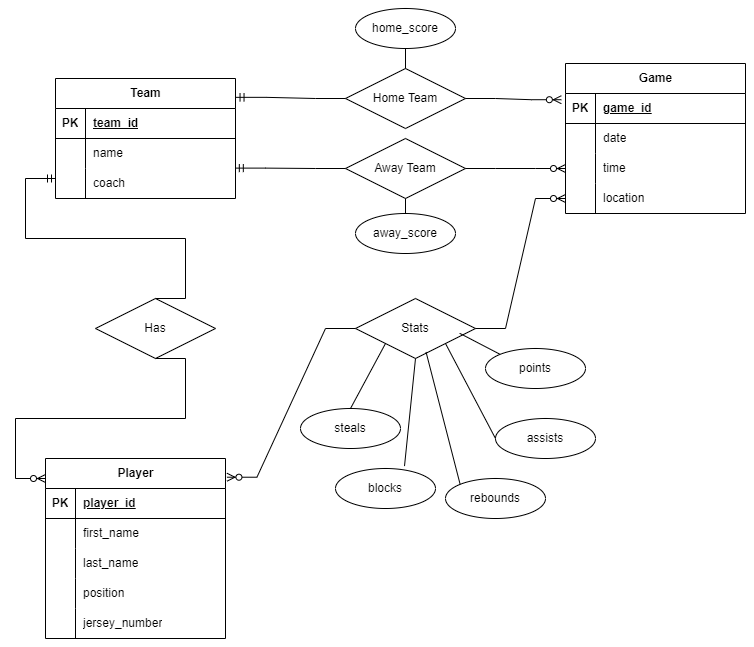 home_score
Team
PK team_id
name
coach
Home Team
Away Team
away_score
Game
PK game_id
date
time
location
Has
Stats
points
steals
assists
blocks
rebounds
Player
PK player_id
first_name
last_name
position
jersey_number